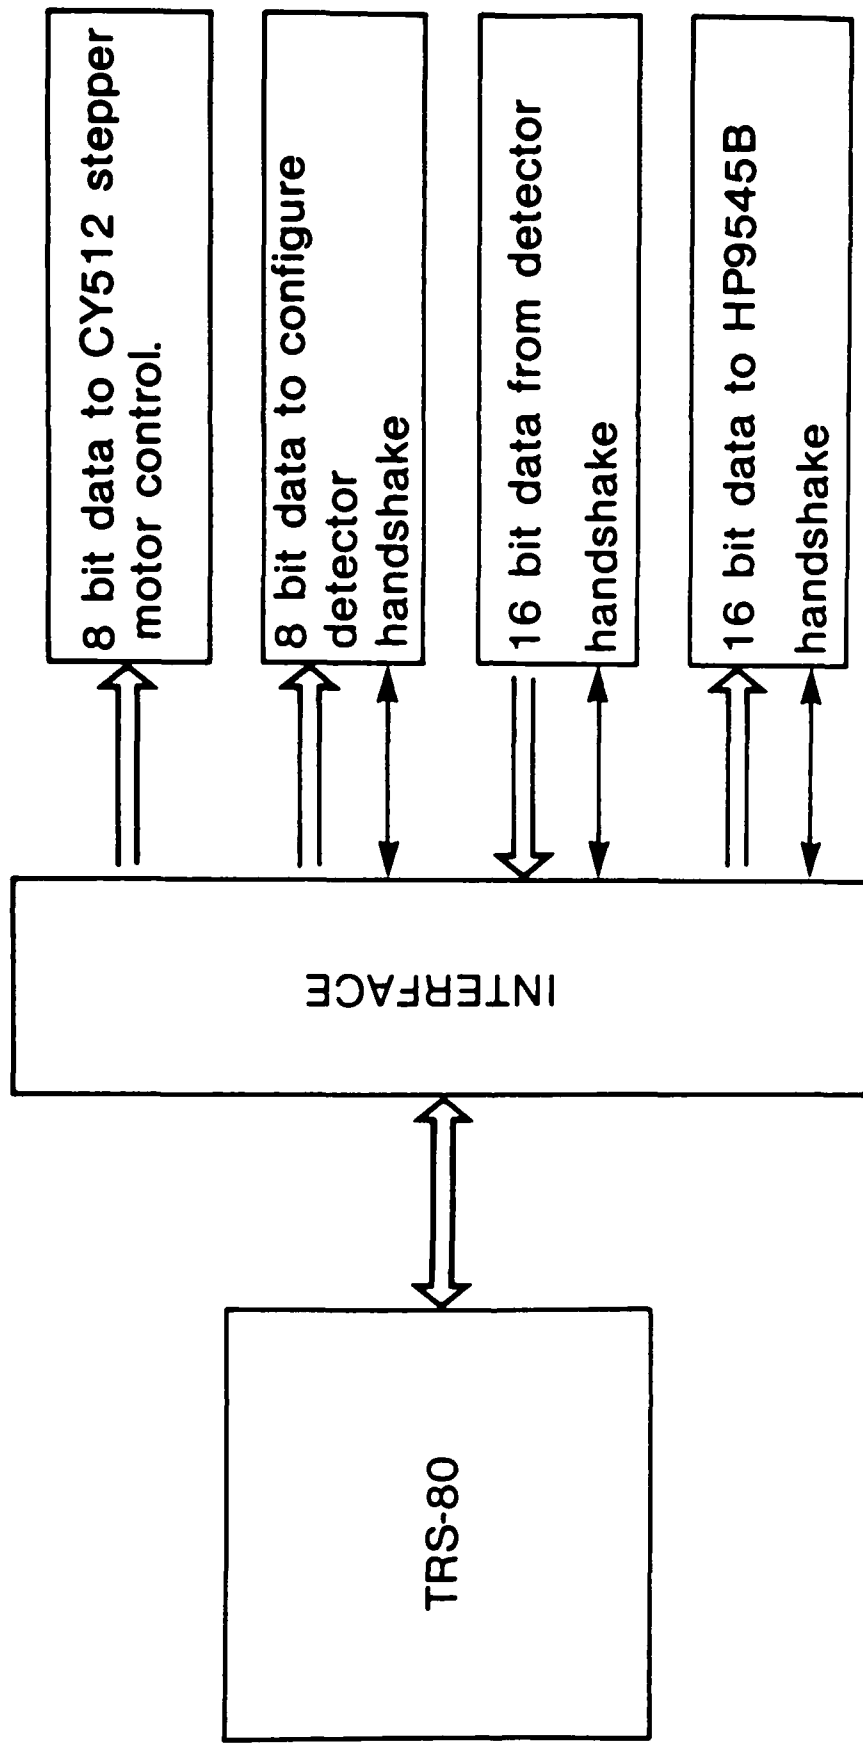 TRS-80
INTERFACE
8 bit data to CY512 stepper
motor control.
8 bit data to configure
detector
handshake
16 bit data from detector
handshake
16 bit data to HP9545B
handshake